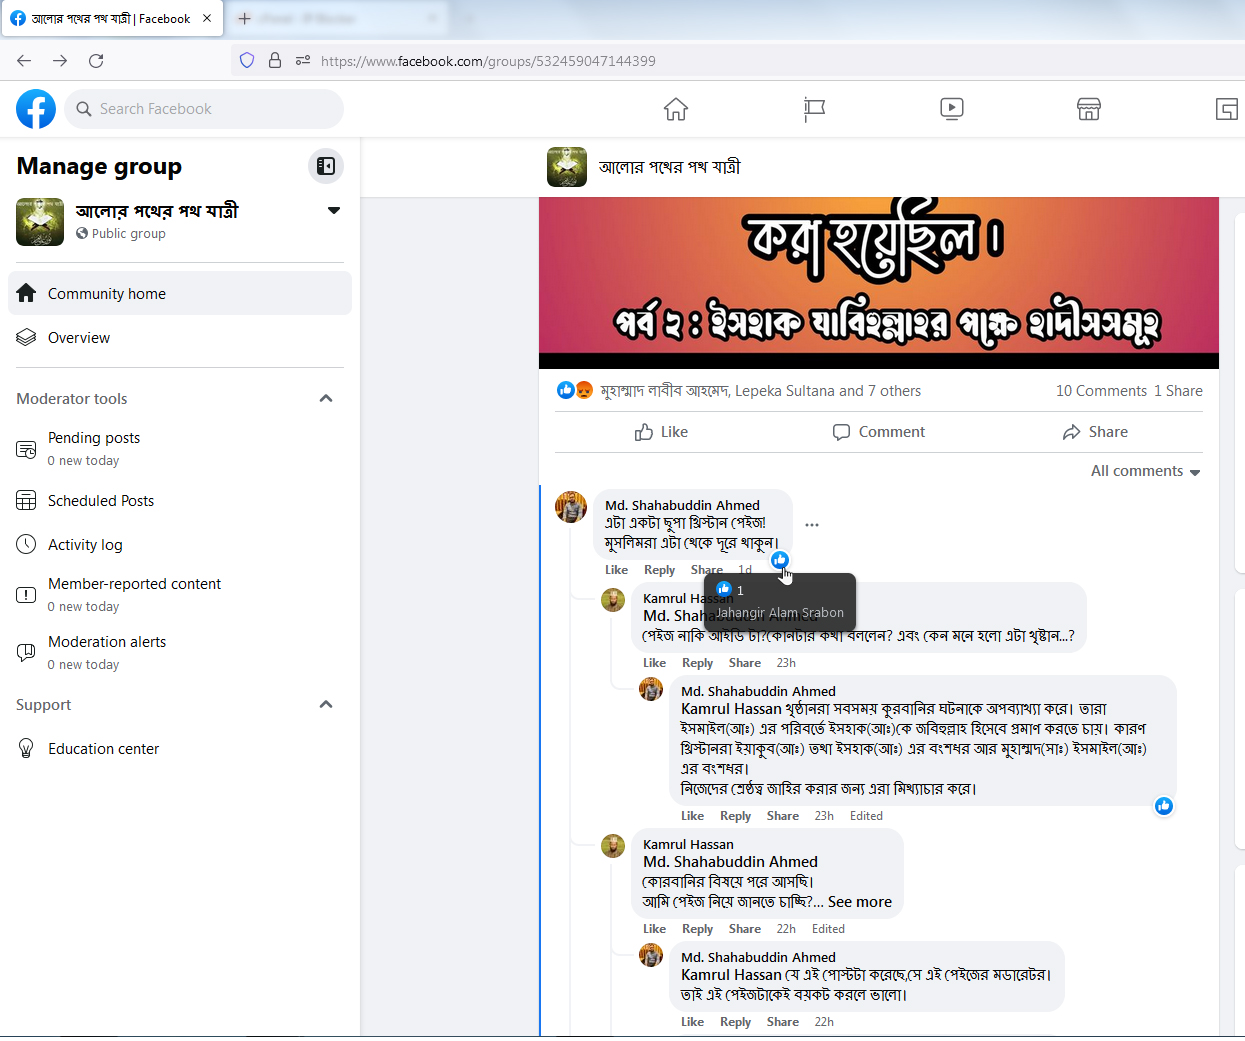 আলোর পথের পথ যাত্রী | Facebook
https://www.facebook.com/groups/532459047144399
Search Facebook
Manage group
আলোর পথের পথ যাত্রী
Public group
Community home
Overview
Moderator tools
Pending posts
0 new today
Scheduled Posts
Activity log
Member-reported content
0 new today
Moderation alerts
0 new today
Support
Education center
আলোর পথের পথ যাত্রী
করা হয়েছিল।
পর্ব ২ : ইসহাক যাবিহুল্লাহর পক্ষে হাদীসসমূহ
মুহাম্মাদ লাবীব আহমেদ, Lepeka Sultana and 7 others
10 Comments 1 Share
Like Comment Share
All comments
Md. Shahabuddin Ahmed
এটা একটা ছুপা খ্রিস্টান পেইজ!
মুসলিমরা এটা থেকে দূরে থাকুন।
Like Reply Share 1d
1
Jahangir Alam Srabon
Kamrul Hassan
Md. Shahabuddin Ahmed
পেইজ নাকি আইডি টা?কোনটার কথা বললেন? এবং কেন মনে হলো এটা খৃষ্টান...?
Like Reply Share 23h
Md. Shahabuddin Ahmed
Kamrul Hassan খৃষ্ঠানরা সবসময় কুরবানির ঘটনাকে অপব্যাখ্যা করে। তারা
ইসমাইল(আঃ) এর পরিবর্তে ইসহাক(আঃ)কে জবিহুল্লাহ হিসেবে প্রমাণ করতে চায়। কারণ
খ্রিস্টানরা ইয়াকুব(আঃ) তথা ইসহাক(আঃ) এর বংশধর আর মুহাম্মদ(সাঃ) ইসমাইল(আঃ)
এর বংশধর।
নিজেদের শ্রেষ্ঠত্ব জাহির করার জন্য এরা মিথ্যাচার করে।
Like Reply Share 23h Edited
Kamrul Hassan
Md. Shahabuddin Ahmed
কোরবানির বিষয়ে পরে আসছি।
আমি পেইজ নিয়ে জানতে চাচ্ছি?... See more
Like Reply Share 22h Edited
Md. Shahabuddin Ahmed
Kamrul Hassan যে এই পোস্টটা করেছে,সে এই পেইজের মডারেটর।
তাই এই পেইজটাকেই বয়কট করলে ভালো।
Like Reply Share 22h